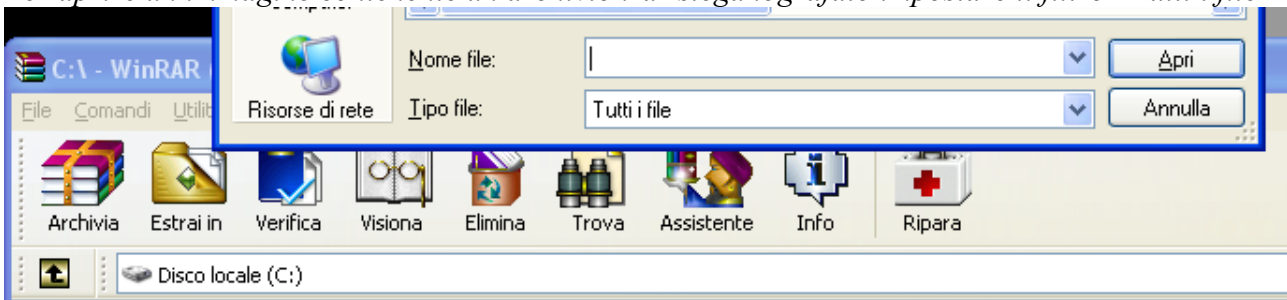 Nome file:
Apri
C:\ - WinRAR
File Comandi
Risorse di rete
Tipo file:
Tutti i file
Annulla
Archivia Estrai in Verifica Visiona Elimina Trova Assistente Info Ripara
Disco locale (C:)